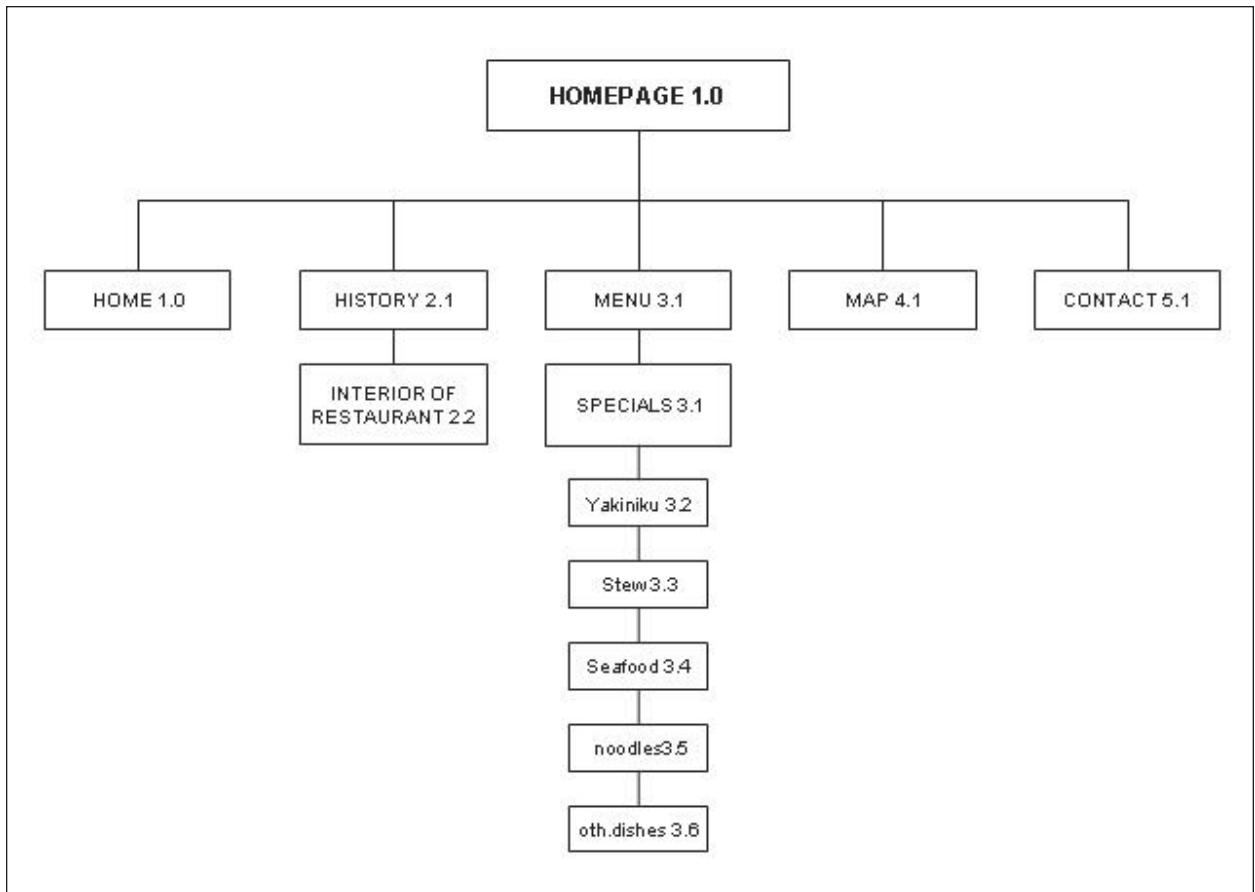 HOMEPAGE 1.0
HOME 1.0
HISTORY 2.1
MENU 3.1
MAP 4.1
CONTACT 5.1
INTERIOR OF
RESTAURANT 2.2
SPECIALS 3.1
Yakiniku 3.2
Stew 3.3
Seafood 3.4
noodles3.5
oth.dishes 3.6